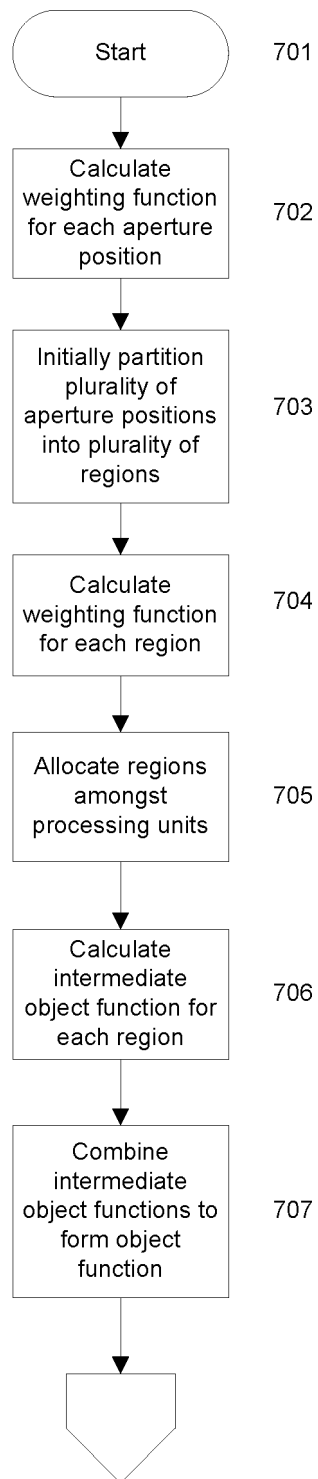 Start 701
Calculate
weighting function
for each aperture
position
702
Initially partition
plurality of
aperture positions
into plurality of
regions
703
Calculate
weighting function
for each region
704
Allocate regions
amongst
processing units
705
Calculate
intermediate
object function for
each region
706
Combine
intermediate
object functions to
form object
function
707